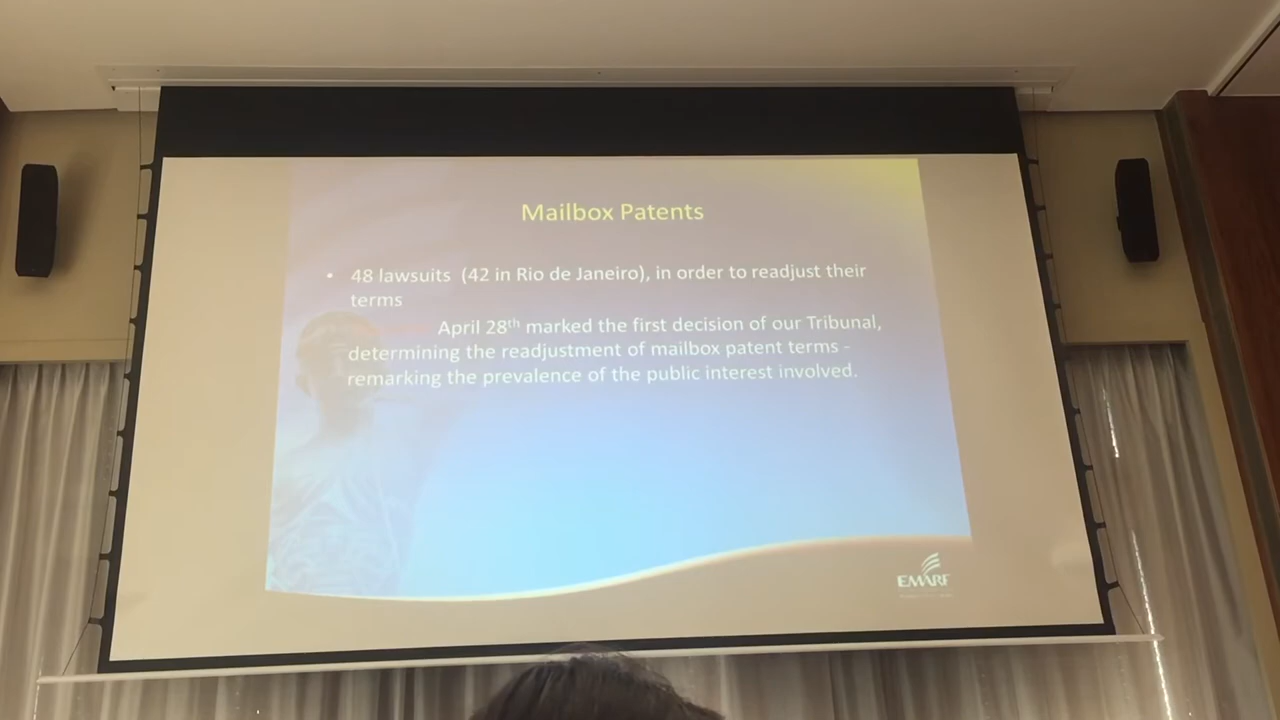 Mailbox Patents
• 48 lawsuits (42 in Rio de Janeiro), in order to readjust their
terms
April 28th marked the first decision of our Tribunal,
determining the readjustment of mailbox patent terms -
remarking the prevalence of the public interest involved.
EMARF